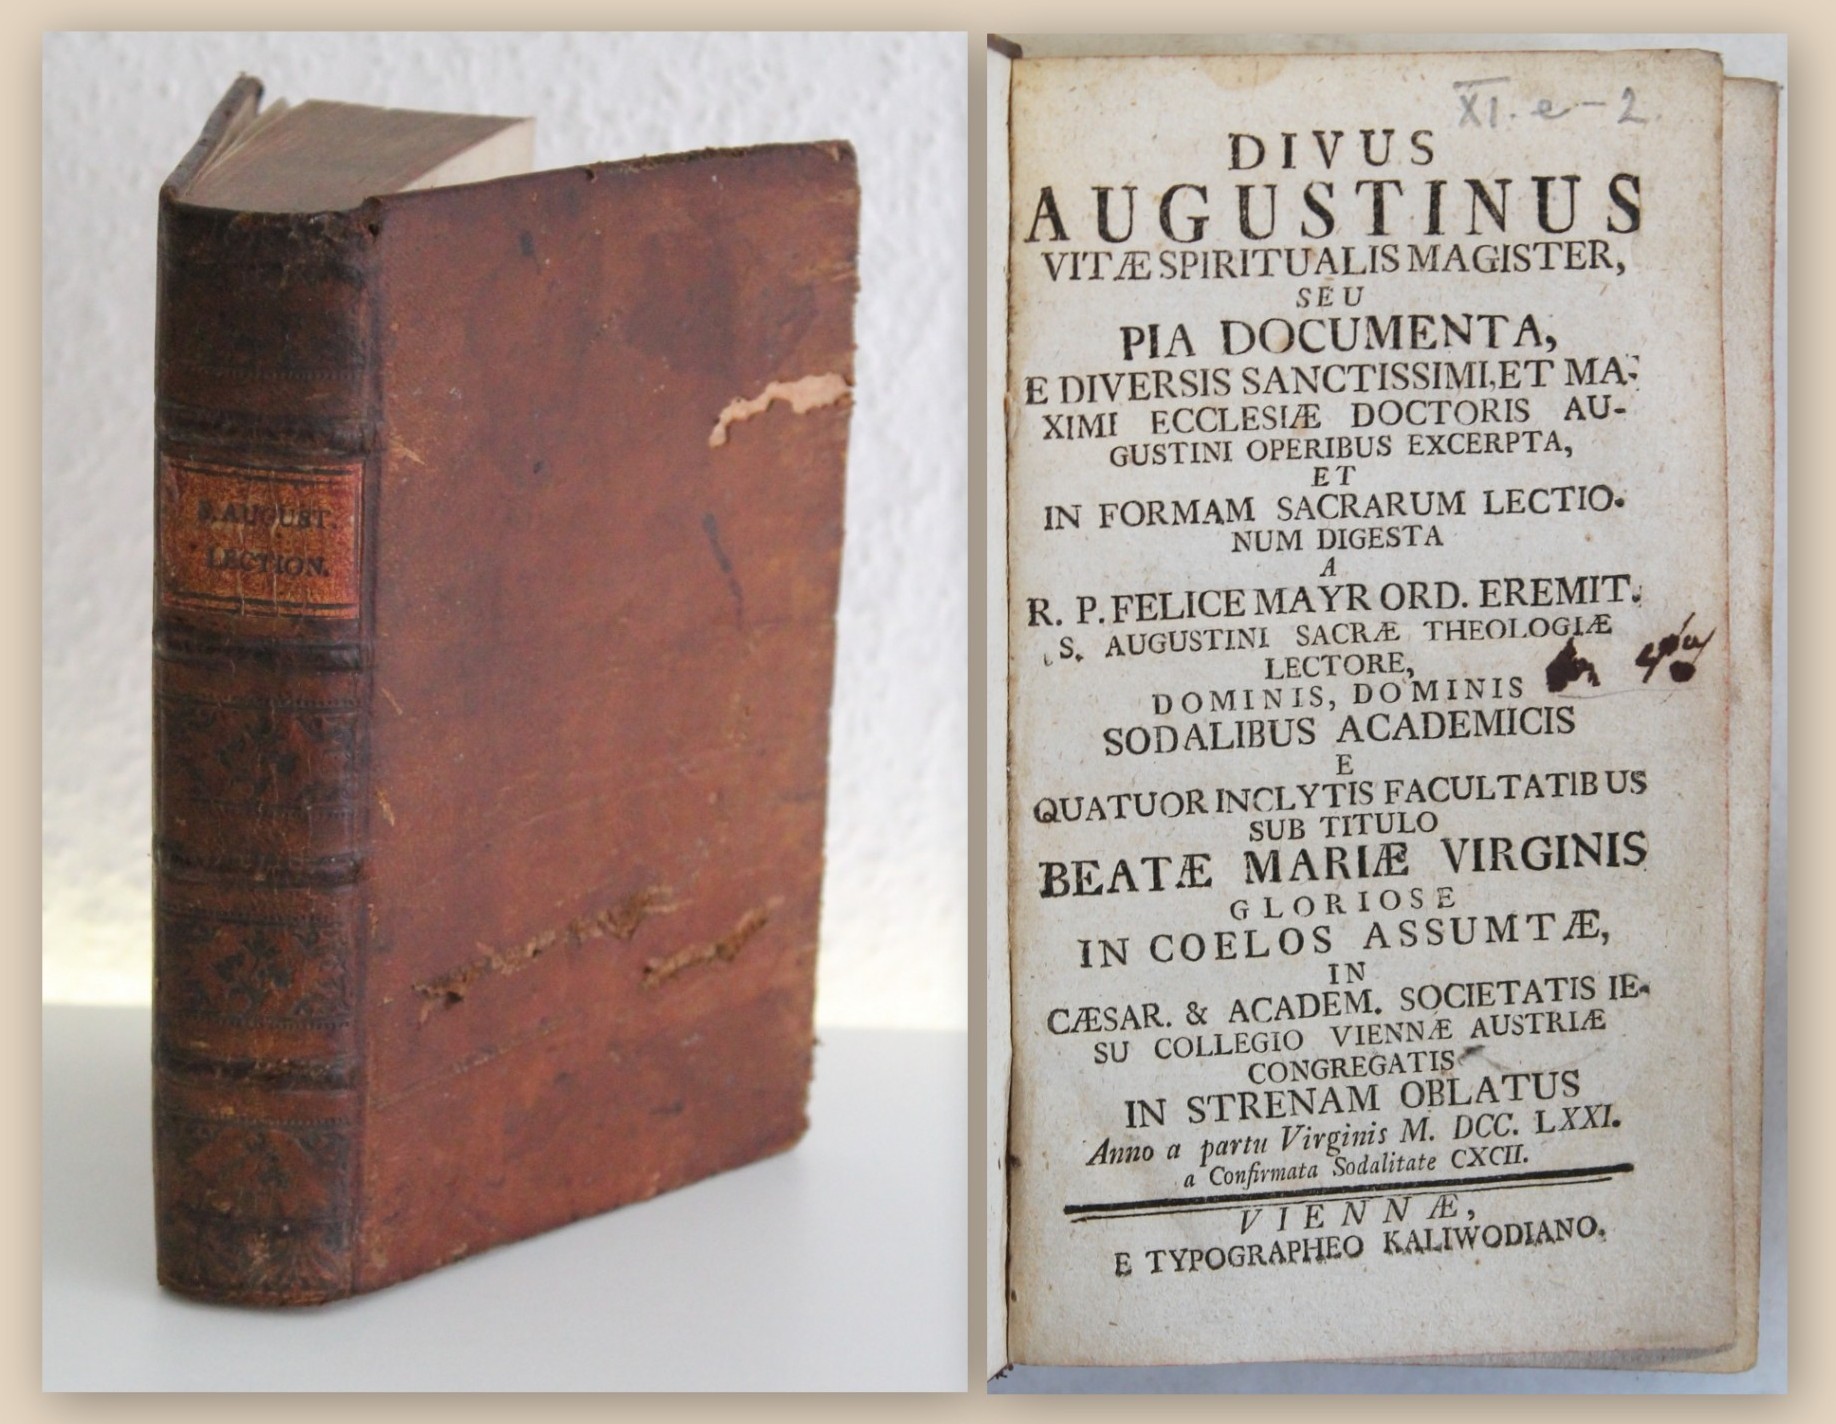 S. AUGUST.
LECTION.
XI. e - 2.
DIVUS
AUGUSTINUS
VITÆ SPIRITUALIS MAGISTER,
SEU
PIA DOCUMENTA,
E DIVERSIS SANCTISSIMI, ET MA-
XIMI ECCLESIÆ DOCTORIS AU-
GUSTINI OPERIBUS EXCERPTA,
ET
IN FORMAM SACRARUM LECTIO-
NUM DIGESTA
A
R. P. FELICE MAYR ORD. EREMIT.
S. AUGUSTINI SACRÆ THEOLOGIÆ
LECTORE,
DOMINIS, DOMINIS
SODALIBUS ACADEMICIS
E
QUATUOR INCLYTIS FACULTATIBUS
SUB TITULO
BEATÆ MARIÆ VIRGINIS
GLORIOSE
IN COELOS ASSUMTÆ,
IN
CÆSAR. & ACADEM. SOCIETATIS IE-
SU COLLEGIO VIENNÆ AUSTRIÆ
CONGREGATIS
IN STRENAM OBLATUS
Anno a partu Virginis M. DCC. LXXI.
a Confirmata Sodalitate CXCII.
VIENNÆ,
E TYPOGRAPHEO KALIWODIANO.